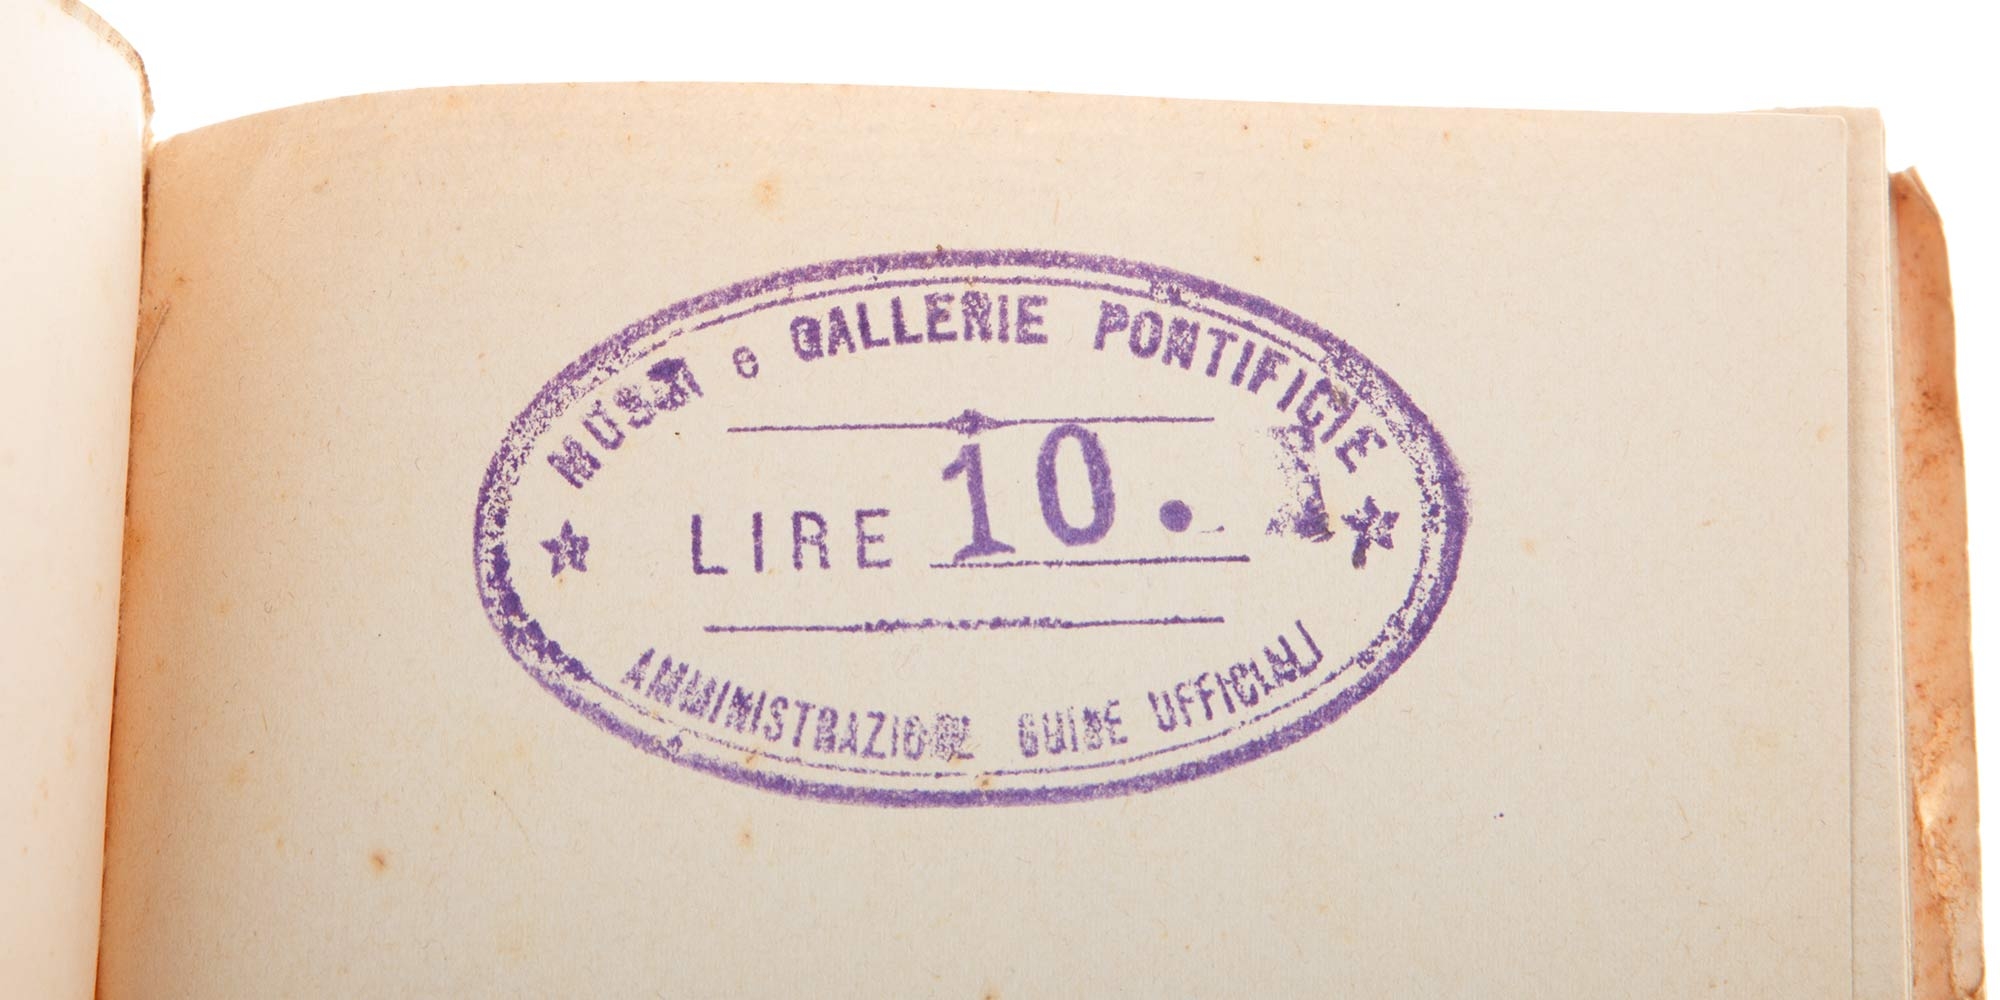 MUSEI e GALLERIE PONTIFICIE
LIRE 10.
AMMINISTRAZIONE GUIDE UFFICIALI